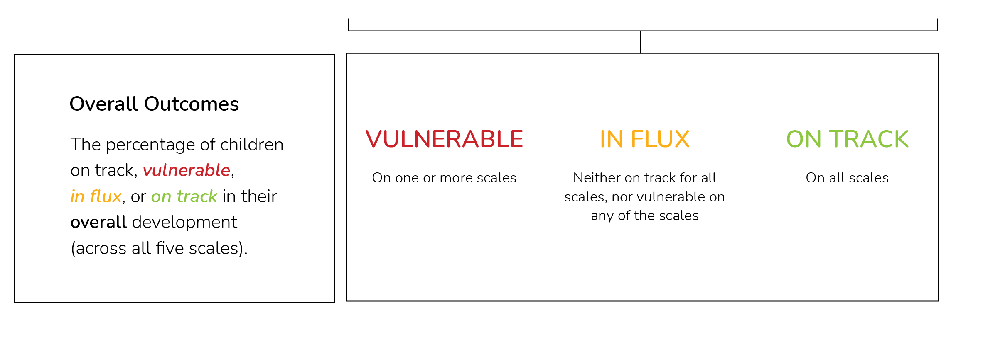 Overall Outcomes
The percentage of children
on track, vulnerable,
in flux, or on track in their
overall development
(across all five scales).
VULNERABLE
On one or more scales
IN FLUX
Neither on track for all
scales, nor vulnerable on
any of the scales
ON TRACK
On all scales